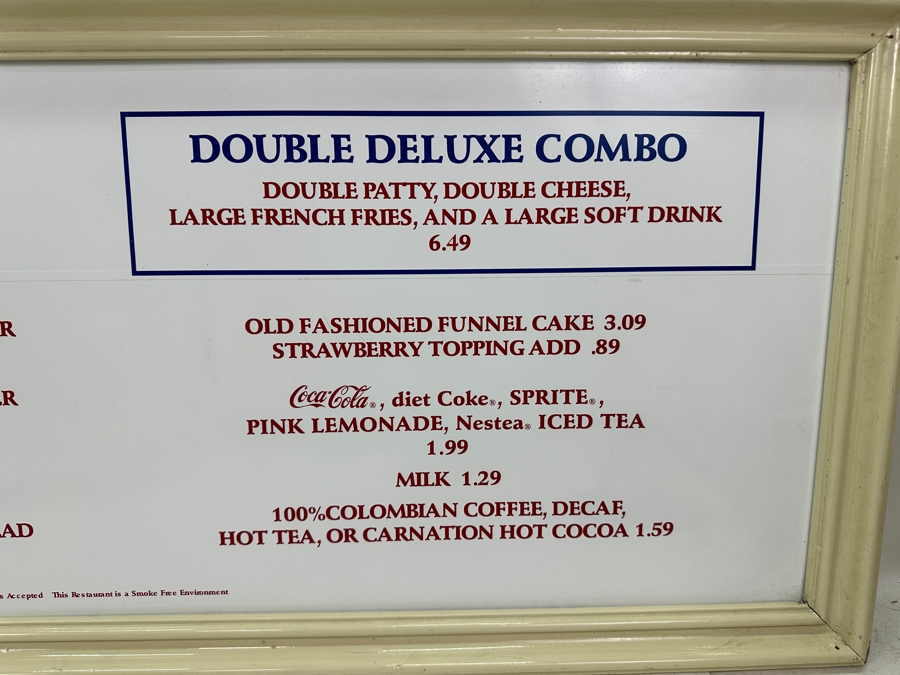 DOUBLE DELUXE COMBO
DOUBLE PATTY, DOUBLE CHEESE,
LARGE FRENCH FRIES, AND A LARGE SOFT DRINK
6.49
R
OLD FASHIONED FUNNEL CAKE 3.09
STRAWBERRY TOPPING ADD .89
ER
Coca-Cola®, diet Coke®, SPRITE®,
PINK LEMONADE, Nestea® ICED TEA
1.99
MILK 1.29
100%COLOMBIAN COFFEE, DECAF,
AD
HOT TEA, OR CARNATION HOT COCOA 1.59
s Accepted This Restaurant is a Smoke Free Environment